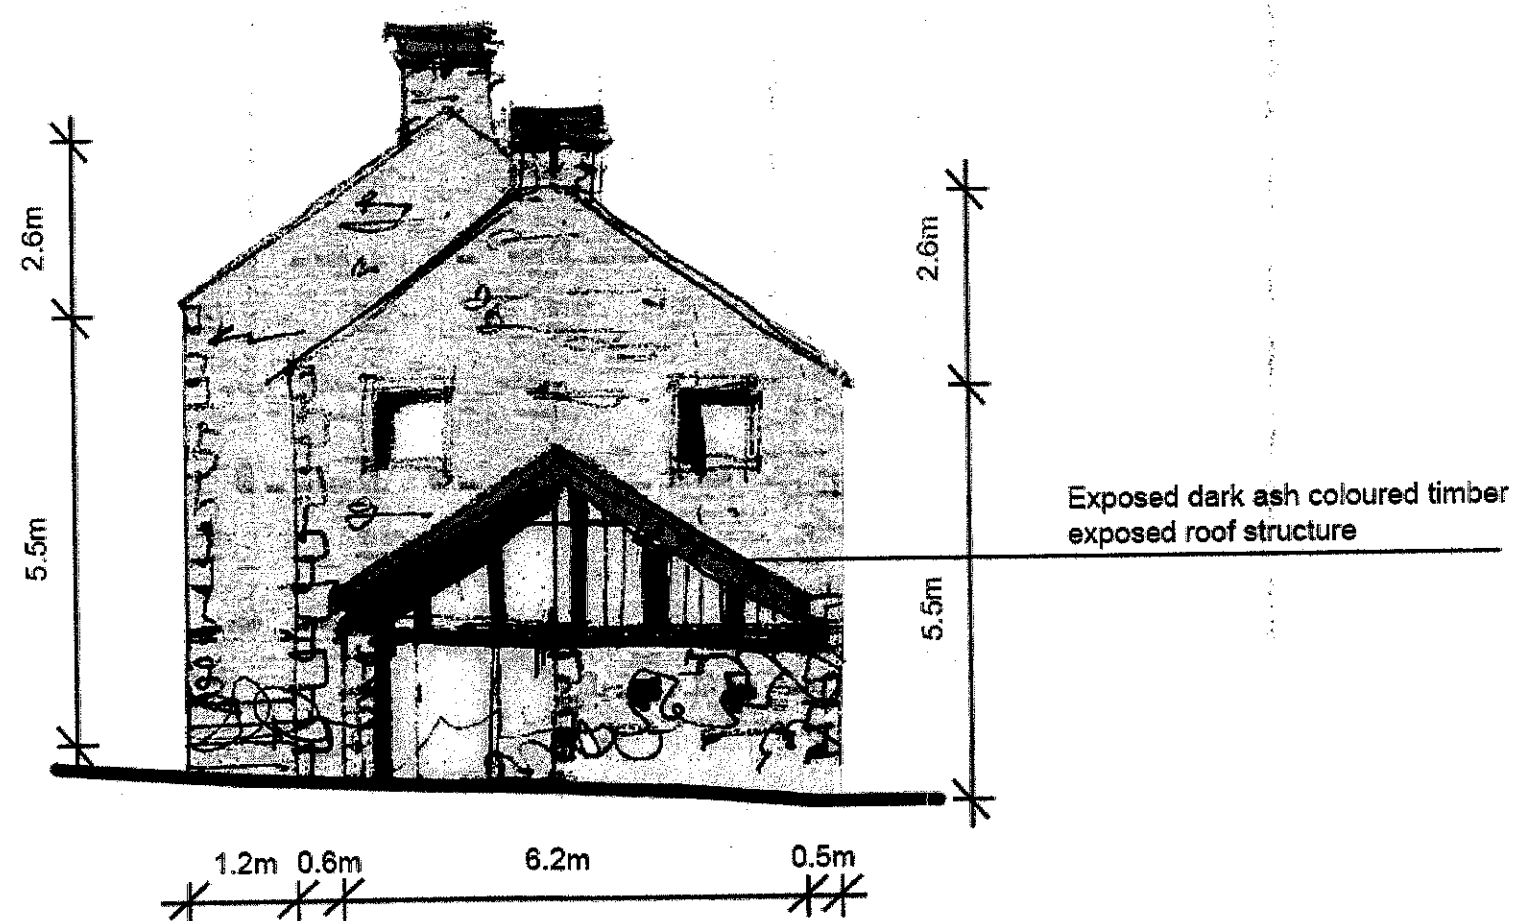 2.6m
2.6m
5.5m
Exposed dark ash coloured timber
exposed roof structure
5.5m
1.2m 0.6m 6.2m 0.5m